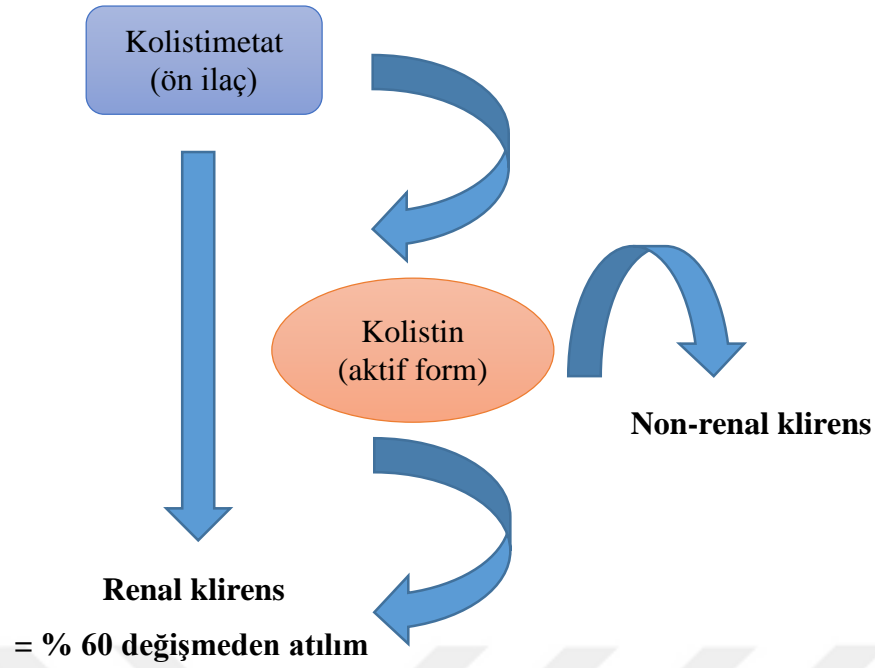 Kolistimetat
(ön ilaç)
Kolistin
(aktif form)
Non-renal klirens
Renal klirens
= % 60 değişmeden atılım